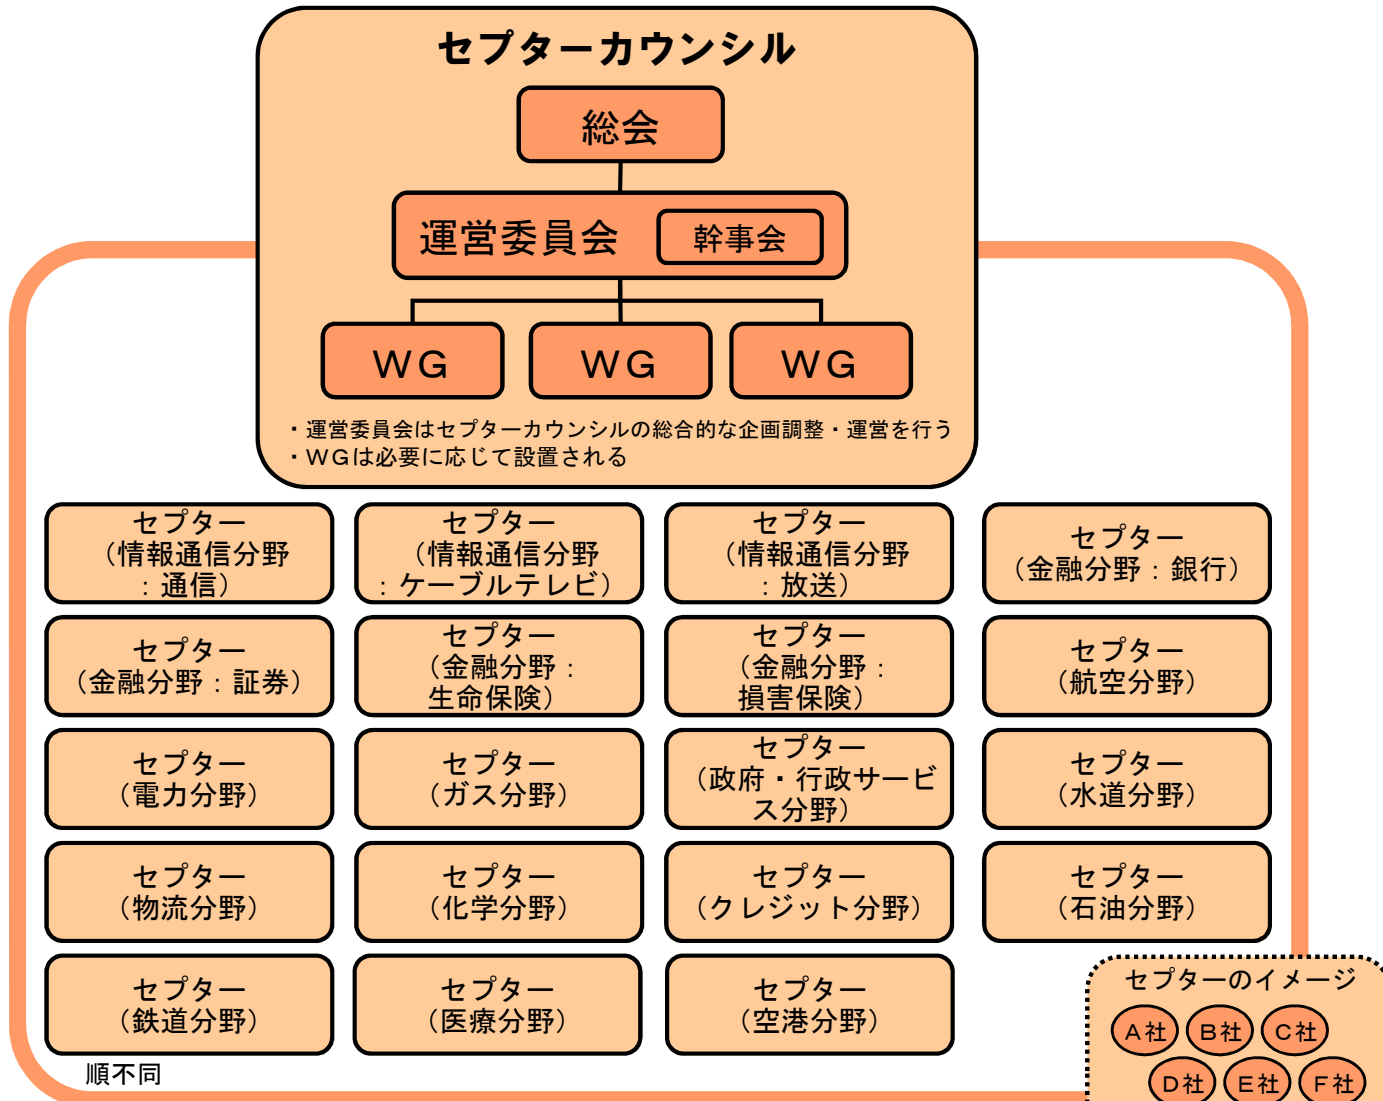 セプターカウンシル
総会
運営委員会
幹事会
ＷＧ
ＷＧ
ＷＧ
・運営委員会はセプターカウンシルの総合的な企画調整・運営を行う
・ＷＧは必要に応じて設置される
セプター
（情報通信分野
：通信）
セプター
（情報通信分野
：ケーブルテレビ）
セプター
（情報通信分野
：放送）
セプター
（金融分野：銀行）
セプター
（金融分野：証券）
セプター
（金融分野：
生命保険）
セプター
（金融分野：
損害保険）
セプター
（航空分野）
セプター
（電力分野）
セプター
（ガス分野）
セプター
（政府・行政サービ
ス分野）
セプター
（水道分野）
セプター
（物流分野）
セプター
（化学分野）
セプター
（クレジット分野）
セプター
（石油分野）
セプター
（鉄道分野）
セプター
（医療分野）
セプター
（空港分野）
セプターのイメージ
Ａ社
Ｂ社
Ｃ社
Ｄ社
Ｅ社
Ｆ社
順不同